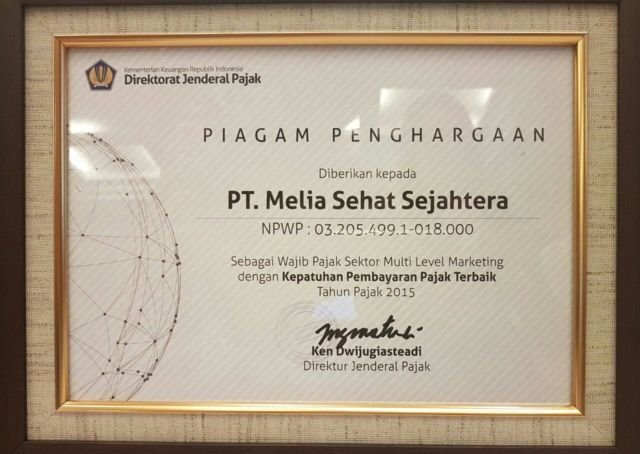 Kementerian Keuangan Republik Indonesia
Direktorat Jenderal Pajak
PIAGAM PENGHARGAAN
Diberikan kepada
PT. Melia Sehat Sejahtera
NPWP : 03.205.499.1-018.000
Sebagai Wajib Pajak Sektor Multi Level Marketing
dengan Kepatuhan Pembayaran Pajak Terbaik
Tahun Pajak 2015
Ken Dwijugiasteadi
Direktur Jenderal Pajak